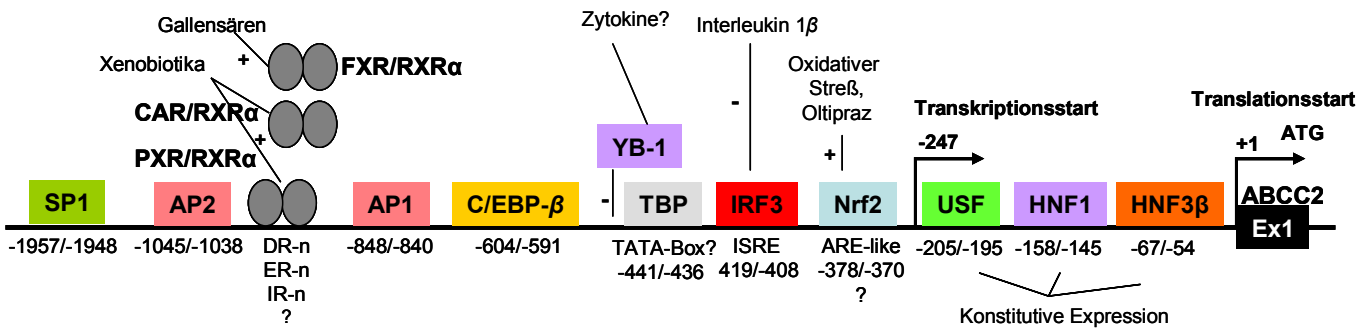 Gallensären
+
FXR/RXRα
Xenobiotika
CAR/RXRα
+
PXR/RXRα
Zytokine?
Interleukin 1β
-
Oxidativer
Streß,
Oltipraz
+
YB-1
-
Transkriptionsstart
-247
Translationsstart
+1 ATG
SP1 AP2 AP1 C/EBP-β TBP IRF3 Nrf2 USF HNF1 HNF3β ABCC2
Ex1
-1957/-1948
-1045/-1038
DR-n
ER-n
IR-n
?
-848/-840
-604/-591
TATA-Box?
-441/-436
ISRE
419/-408
ARE-like
-378/-370
?
-205/-195
-158/-145
-67/-54
Konstitutive Expression